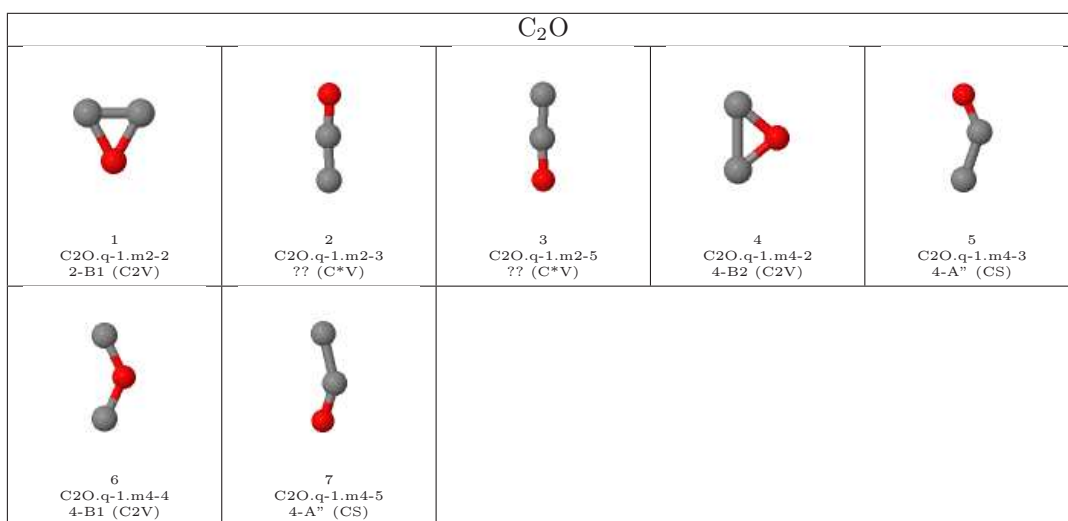 C₂O
1
C2O.q-1.m2-2
2-B1 (C2V)
2
C2O.q-1.m2-3
?? (C*V)
3
C2O.q-1.m2-5
?? (C*V)
4
C2O.q-1.m4-2
4-B2 (C2V)
5
C2O.q-1.m4-3
4-A" (CS)
6
C2O.q-1.m4-4
4-B1 (C2V)
7
C2O.q-1.m4-5
4-A" (CS)